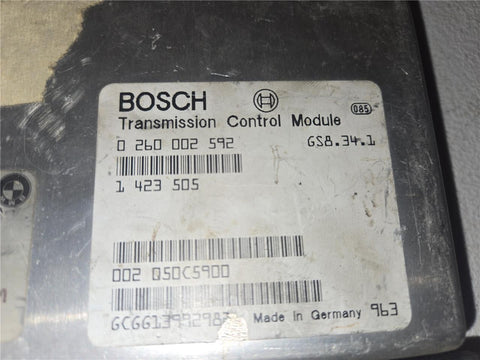 BOSCH
085
Transmission Control Module
0 260 002 592 GS8.34.1
1 423 505
002 Q50C5900
Made in Germany 963